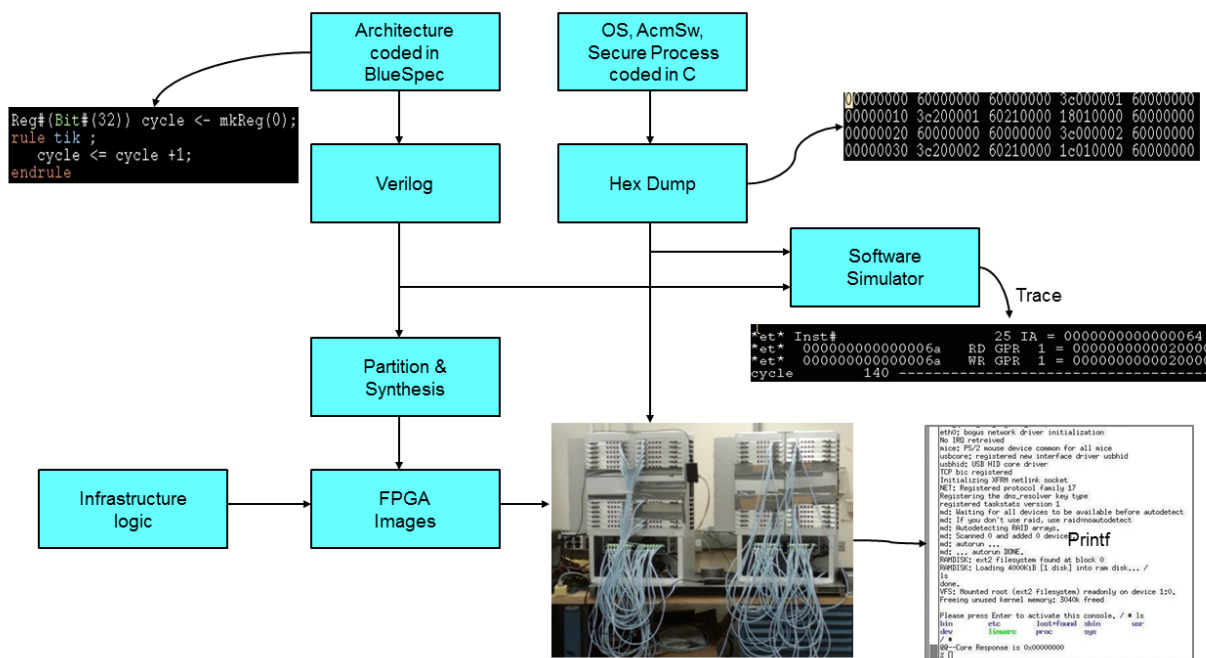 Architecture
coded in
BlueSpec
OS, AcmSw,
Secure Process
coded in C
Reg#(Bit#(32)) cycle <- mkReg(0);
rule tik ;
cycle <= cycle +1;
endrule
00000000 60000000 60000000 3c000001 60000000
00000010 3c200001 60210000 18010000 60000000
00000020 60000000 60000000 3c000002 60000000
00000030 3c200002 60210000 1c010000 60000000
Verilog
Hex Dump
Software
Simulator
Trace
*et* Inst# 25 IA = 0000000000000064
*et* 000000000000006a RD GPR 1 = 000000000002000
*et* 000000000000006a WR GPR 1 = 000000000002000
cycle 140 ------------------------------------
Partition &
Synthesis
Infrastructure
logic
FPGA
Images
eth0: bogus network driver initialization
No IRQ retreived
mice: PS/2 mouse device common for all mice
usbcore: registered new interface driver usbhid
usbhid: USB HID core driver
TCP bic registered
Initializing XFRM netlink socket
NET: Registered protocol family 17
Registering the dns_resolver key type
registered taskstats version 1
md: Waiting for all devices to be available before autodetect
md: If you don't use raid, use raid=noautodetect
md: Autodetecting RAID arrays.
md: Scanned 0 and added 0 devices
md: autorun ...
md: ... autorun DONE.
Printf
RAMDISK: ext2 filesystem found at block 0
RAMDISK: Loading 4000KiB [1 disk] into ram disk... /
ls
done.
VFS: Mounted root (ext2 filesystem) readonly on device 1:0.
Freeing unused kernel memory: 3040k freed
Please press Enter to activate this console. / # ls
bin etc lost+found sbin usr
dev linuxrc proc sys
/ #
@@--Core Response is 0x00000000
% []